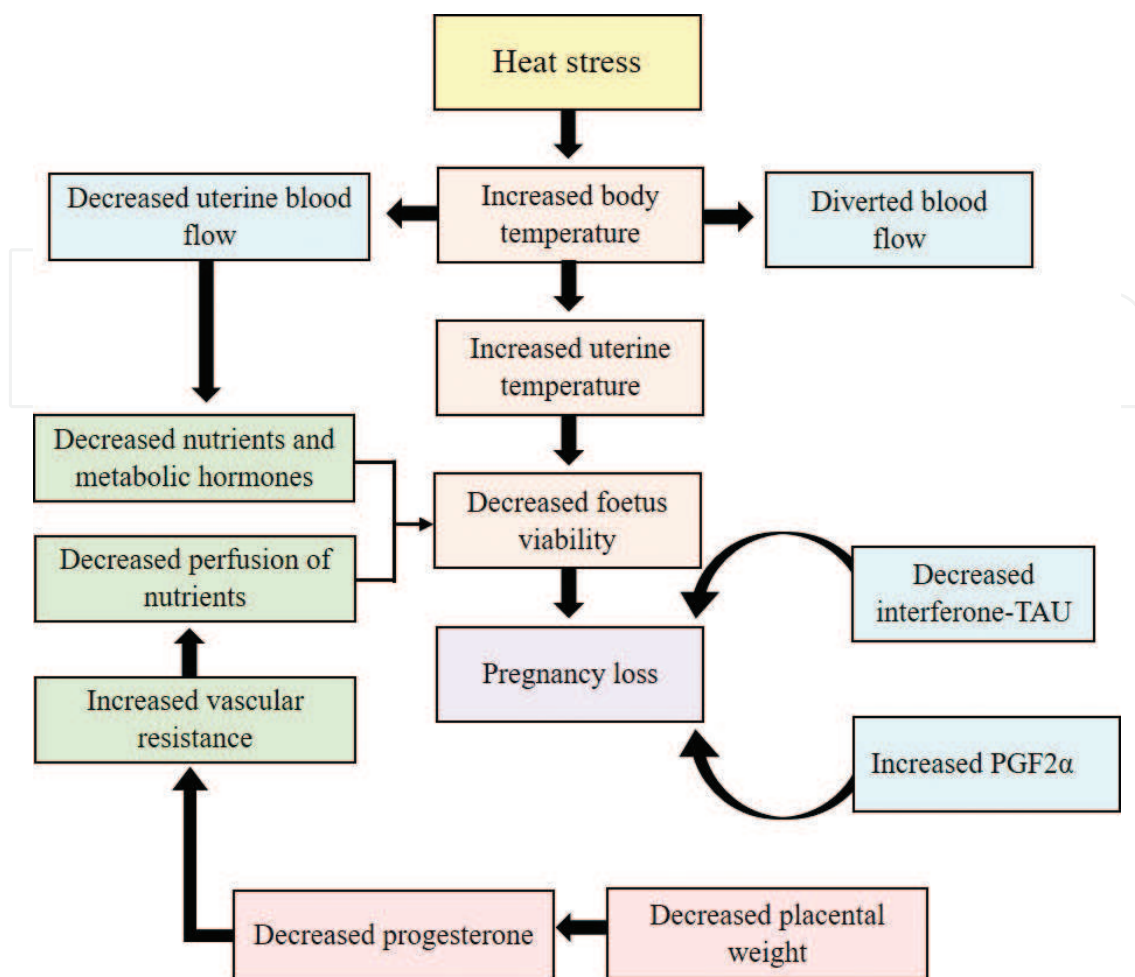 Heat stress
Decreased uterine blood
flow
Increased body
temperature
Diverted blood
flow
Increased uterine
temperature
Decreased nutrients and
metabolic hormones
Decreased foetus
viability
Decreased perfusion of
nutrients
Decreased
interferone-TAU
Pregnancy loss
Increased vascular
resistance
Increased PGF2α
Decreased progesterone
Decreased placental
weight